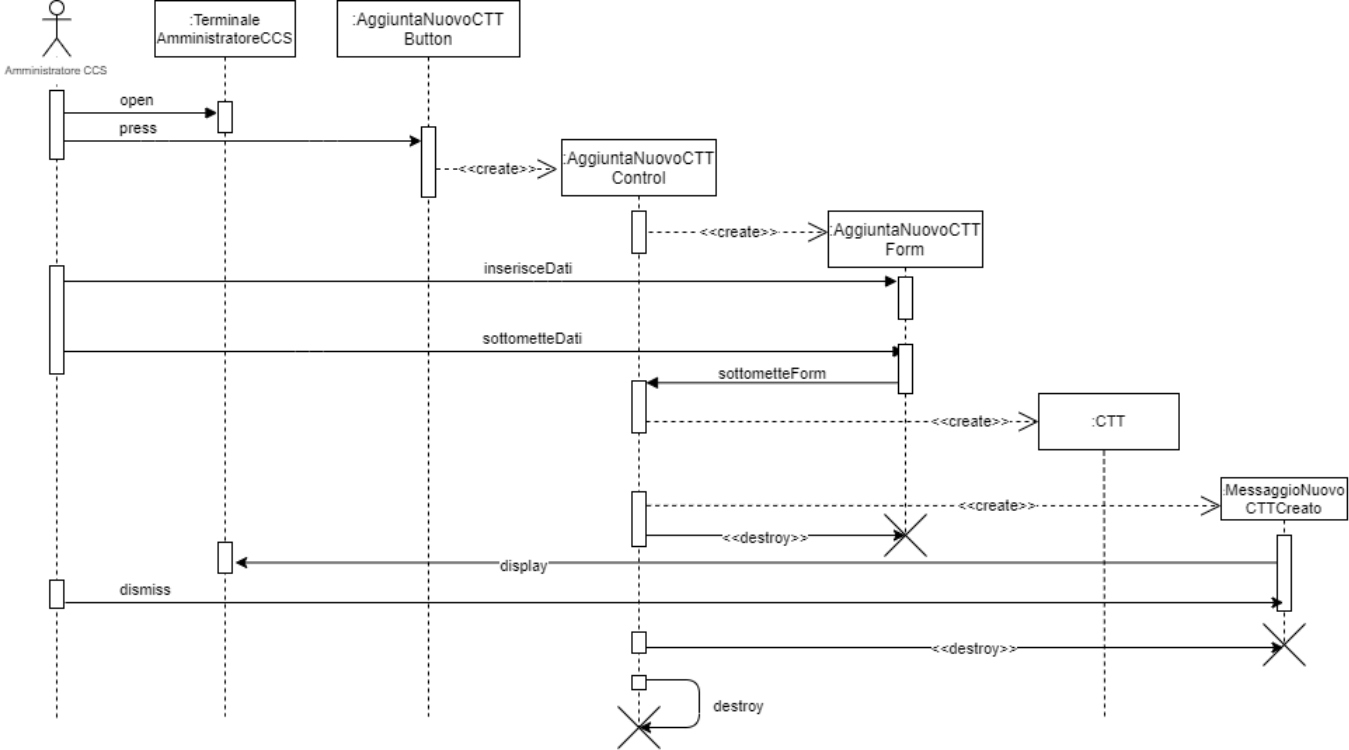 :Terminale
AmministratoreCCS
:AggiuntaNuovoCTT
Button
Amministratore CCS
open
press
<<create>>
:AggiuntaNuovoCTT
Control
<<create>>
:AggiuntaNuovoCTT
Form
inserisceDati
sottometteDati
sottometteForm
<<create>>
:CTT
<<create>>
:MessaggioNuovo
CTTCreato
<<destroy>>
display
dismiss
<<destroy>>
destroy